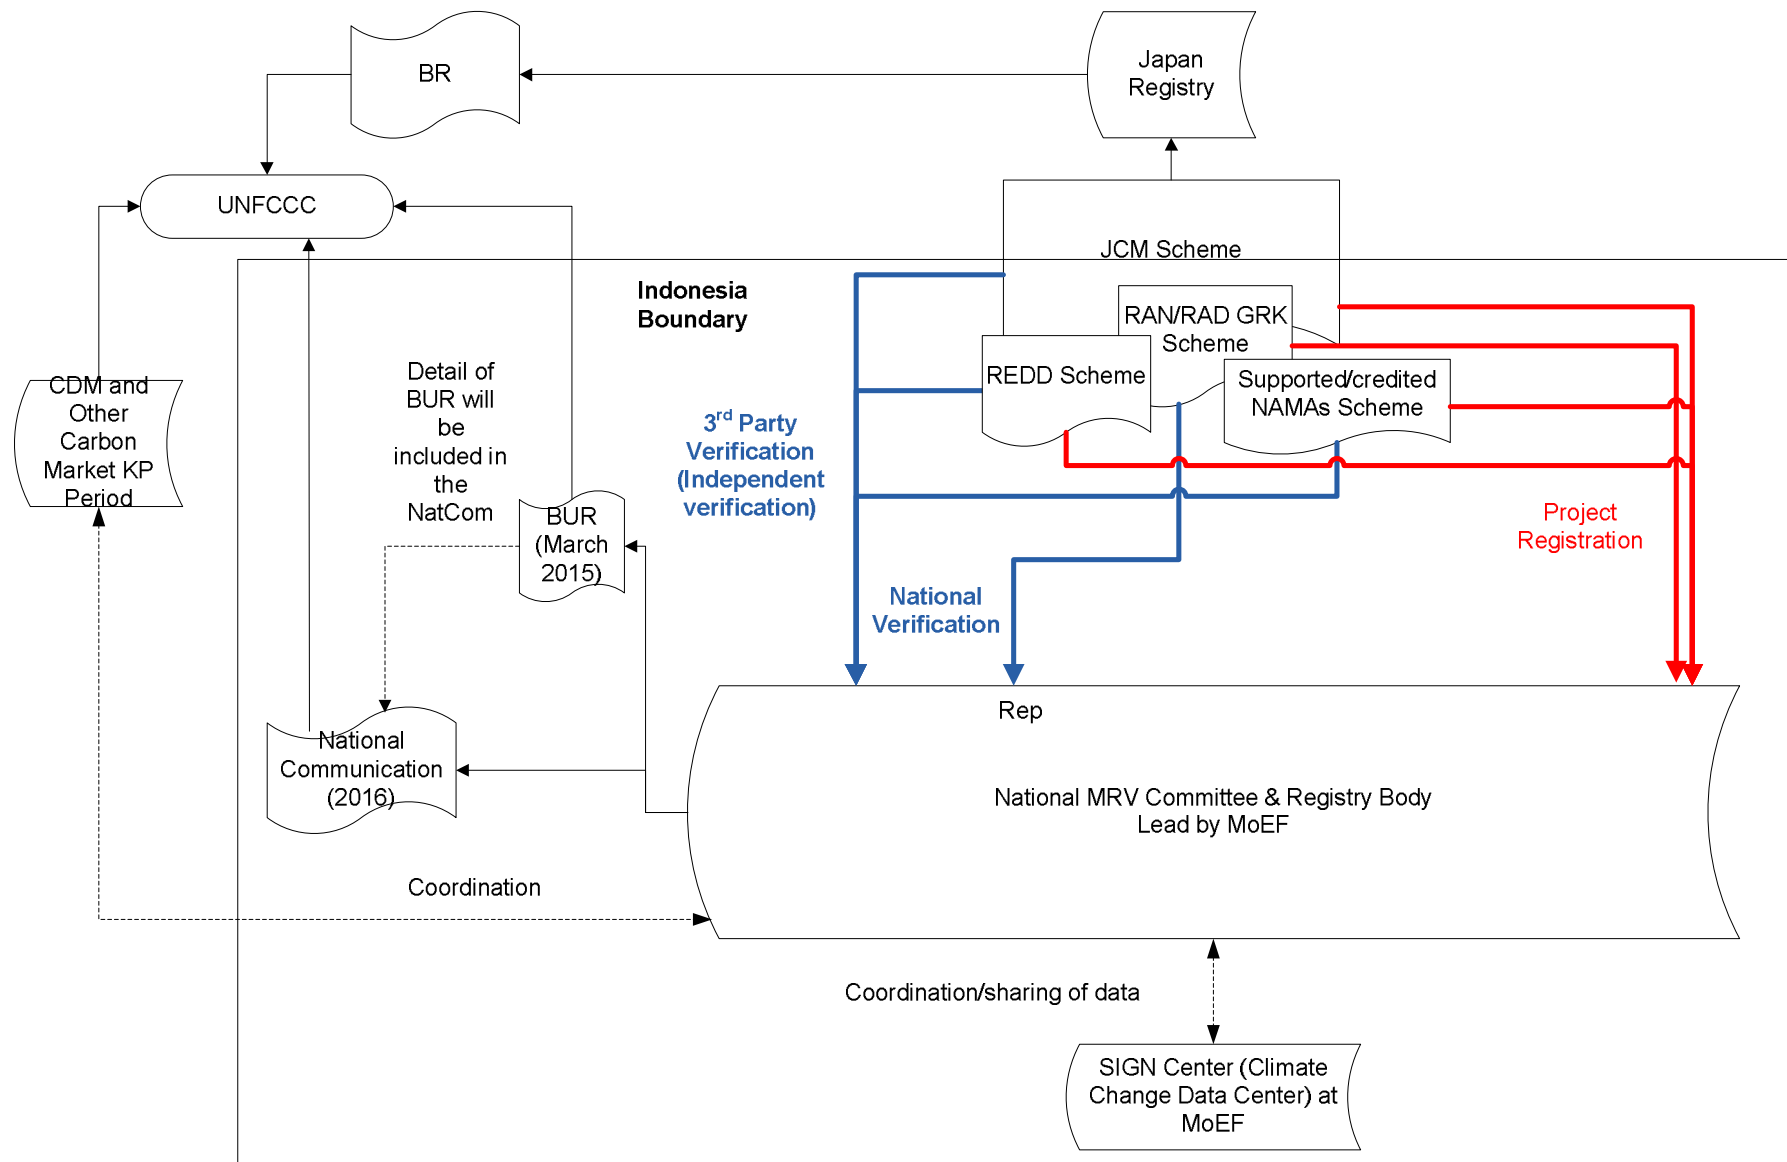 BR
Japan
Registry
UNFCCC
JCM Scheme
Indonesia
Boundary
RAN/RAD GRK
Scheme
REDD Scheme
Supported/credited
NAMAs Scheme
CDM and
Other
Carbon
Market KP
Period
Detail of
BUR will
be
included in
the
NatCom
3rd Party
Verification
(Independent
verification)
BUR
(March
2015)
Project
Registration
National
Verification
Rep
National
Communication
(2016)
National MRV Committee & Registry Body
Lead by MoEF
Coordination
Coordination/sharing of data
SIGN Center (Climate
Change Data Center) at
MoEF